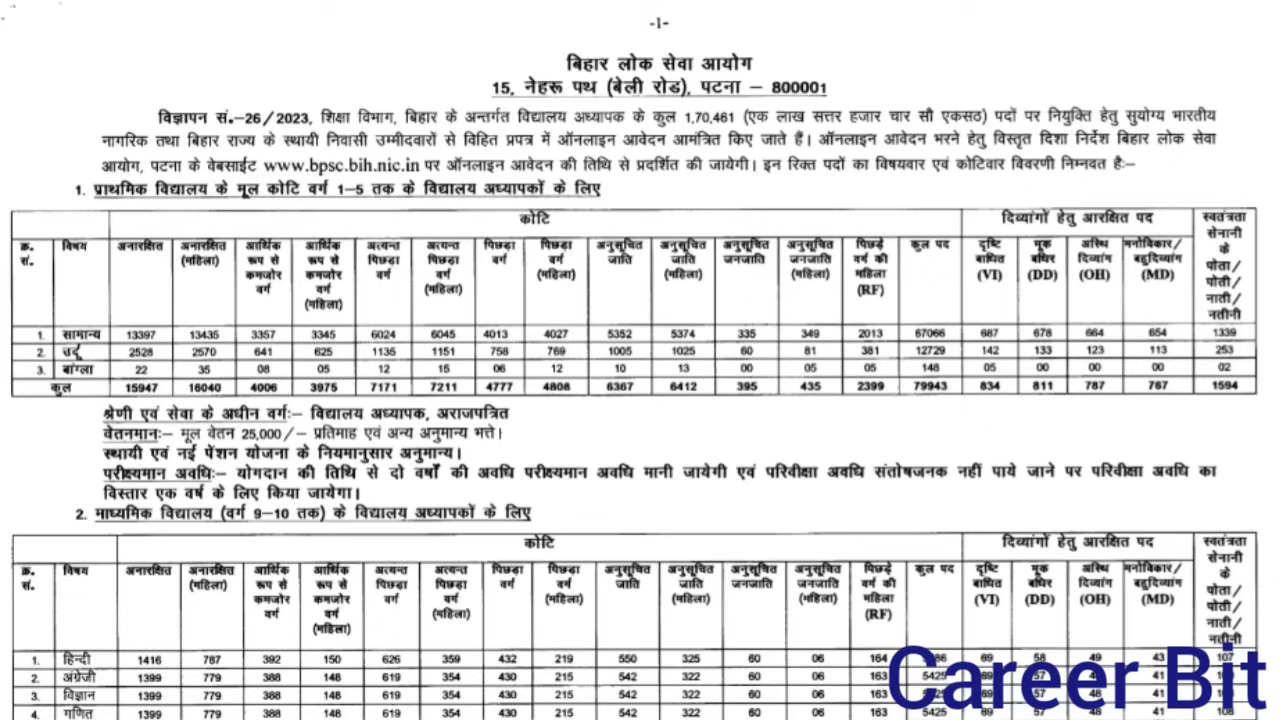 -1-
बिहार लोक सेवा आयोग
15, नेहरू पथ (बेली रोड), पटना – 800001
विज्ञापन सं.–26/2023, शिक्षा विभाग, बिहार के अन्तर्गत विद्यालय अध्यापक के कुल 1,70,461 (एक लाख सत्तर हजार चार सौ एकसठ) पदों पर नियुक्ति हेतु सुयोग्य भारतीय
नागरिक तथा बिहार राज्य के स्थायी निवासी उम्मीदवारों से विहित प्रपत्र में ऑनलाइन आवेदन आमंत्रित किए जाते हैं। ऑनलाइन आवेदन भरने हेतु विस्तृत दिशा निर्देश बिहार लोक सेवा
आयोग, पटना के वेबसाईट www.bpsc.bih.nic.in पर ऑनलाइन आवेदन की तिथि से प्रदर्शित की जायेगी। इन रिक्त पदों का विषयवार एवं कोटिवार विवरणी निम्नवत है:–
1. प्राथमिक विद्यालय के मूल कोटि वर्ग 1–5 तक के विद्यालय अध्यापकों के लिए
कोटि दिव्यांगों हेतु आरक्षित पद स्वतंत्रता सेनानी के पोता/पोती/नाती/नतीनी
क्र. सं. विषय अनारक्षित अनारक्षित (महिला) आर्थिक रूप से कमजोर वर्ग आर्थिक रूप से कमजोर वर्ग (महिला) अत्यन्त पिछड़ा वर्ग अत्यन्त पिछड़ा वर्ग (महिला) पिछड़ा वर्ग पिछड़ा वर्ग (महिला) अनुसूचित जाति अनुसूचित जाति (महिला) अनुसूचित जनजाति अनुसूचित जनजाति (महिला) पिछड़े वर्ग की महिला (RF) कुल पद दृष्टि बाधित (VI) मूक बधिर (DD) अस्थि दिव्यांग (OH) मनोविकार/बहुदिव्यांग (MD)
1. सामान्य 13397 13435 3357 3345 6024 6045 4013 4027 5352 5374 335 349 2013 67066 687 678 664 654 1339
2. उर्दू 2528 2570 641 625 1135 1151 758 769 1005 1025 60 81 381 12729 142 133 123 113 253
3. बांग्ला 22 35 08 05 12 15 06 12 10 13 00 05 05 148 05 00 00 00 02
कुल 15947 16040 4006 3975 7171 7211 4777 4808 6367 6412 395 435 2399 79943 834 811 787 767 1594
श्रेणी एवं सेवा के अधीन वर्ग:– विद्यालय अध्यापक, अराजपत्रित
वेतनमान:– मूल वेतन 25,000/– प्रतिमाह एवं अन्य अनुमान्य भत्ते।
स्थायी एवं नई पेंशन योजना के नियमानुसार अनुमान्य।
परीक्ष्यमान अवधि:– योगदान की तिथि से दो वर्षों की अवधि परीक्ष्यमान अवधि मानी जायेगी एवं परिवीक्षा अवधि संतोषजनक नहीं पाये जाने पर परिवीक्षा अवधि का
विस्तार एक वर्ष के लिए किया जायेगा।
2. माध्यमिक विद्यालय (वर्ग 9–10 तक) के विद्यालय अध्यापकों के लिए
कोटि दिव्यांगों हेतु आरक्षित पद स्वतंत्रता सेनानी के पोता/पोती/नाती/नतीनी
क्र. सं. विषय अनारक्षित अनारक्षित (महिला) आर्थिक रूप से कमजोर वर्ग आर्थिक रूप से कमजोर वर्ग (महिला) अत्यन्त पिछड़ा वर्ग अत्यन्त पिछड़ा वर्ग (महिला) पिछड़ा वर्ग पिछड़ा वर्ग (महिला) अनुसूचित जाति अनुसूचित जाति (महिला) अनुसूचित जनजाति अनुसूचित जनजाति (महिला) पिछड़े वर्ग की महिला (RF) कुल पद दृष्टि बाधित (VI) मूक बधिर (DD) अस्थि दिव्यांग (OH) मनोविकार/बहुदिव्यांग (MD)
1. हिन्दी 1416 787 392 150 626 359 432 219 550 325 60 06 164 69 58 49 43 107
2. अंग्रेजी 1399 779 388 148 619 354 430 215 542 322 60 06 163 5425 57 41
3. विज्ञान 1399 779 388 148 619 354 430 215 542 322 60 06 163 41
4. गणित 1399 779 388 148 619 354 430 215 542 322 60 06 163 5425 69 57 48 41 108
Career Bit